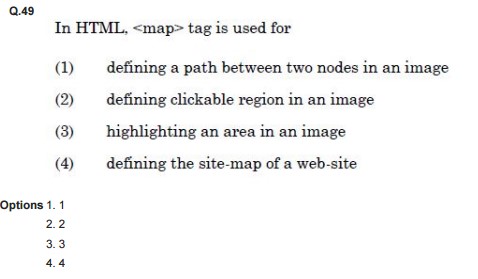 Q.49
In HTML, <map> tag is used for
(1) defining a path between two nodes in an image
(2) defining clickable region in an image
(3) highlighting an area in an image
(4) defining the site-map of a web-site
Options 1. 1
2. 2
3. 3
4. 4